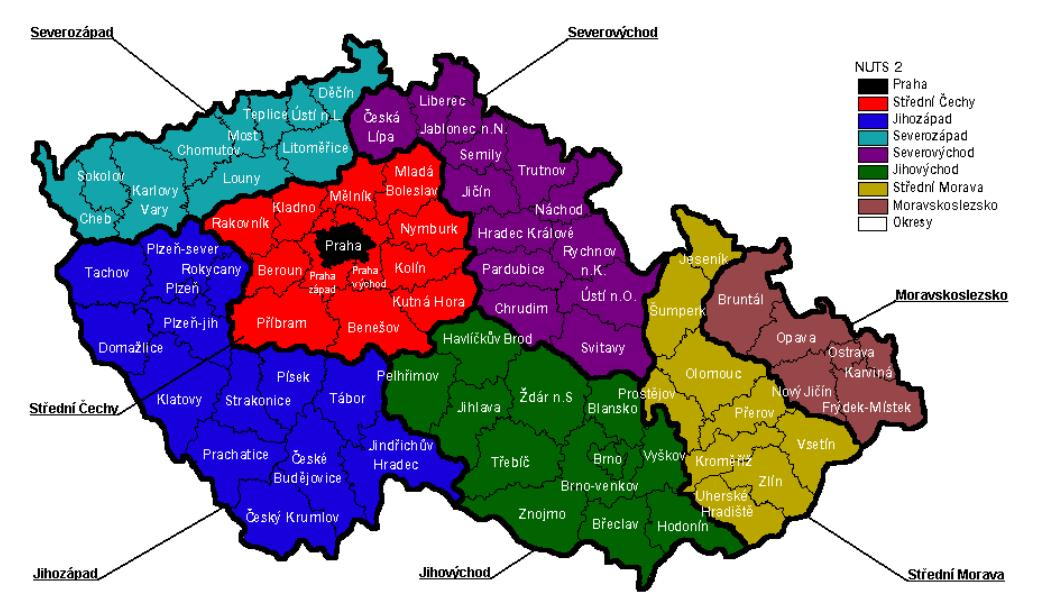 Severozápad
Severovýchod
NUTS 2
Praha
Střední Čechy
Jihozápad
Severozápad
Severovýchod
Jihovýchod
Střední Morava
Moravskoslezsko
Okresy
Děčín
Teplice
Ústí n.L.
Most
Chomutov
Litoměřice
Sokolov
Karlovy
Vary
Louny
Cheb
Liberec
Česká
Lípa
Jablonec n.N.
Semily
Trutnov
Jičín
Náchod
Hradec Králové
Rychnov
n.K.
Pardubice
Ústí n.O.
Chrudim
Svitavy
Mladá
Boleslav
Mělník
Kladno
Rakovník
Nymburk
Praha
Beroun
Praha
západ
Praha
východ
Kolín
Kutná Hora
Příbram
Benešov
Plzeň-sever
Tachov
Rokycany
Plzeň
Plzeň-jih
Domažlice
Klatovy
Písek
Strakonice
Tábor
Prachatice
České
Budějovice
Jindřichův
Hradec
Český Krumlov
Havlíčkův Brod
Pelhřimov
Jihlava
Ždár n.S
Blansko
Třebíč
Brno
Vyškov
Brno-venkov
Znojmo
Břeclav
Hodonín
Jeseník
Šumperk
Olomouc
Prostějov
Přerov
Kroměříž
Vsetín
Zlín
Uherské
Hradiště
Bruntál
Opava
Ostrava
Karviná
Nový Jičín
Frýdek-Místek
Moravskoslezsko
Střední Čechy
Jihozápad
Jihovýchod
Střední Morava